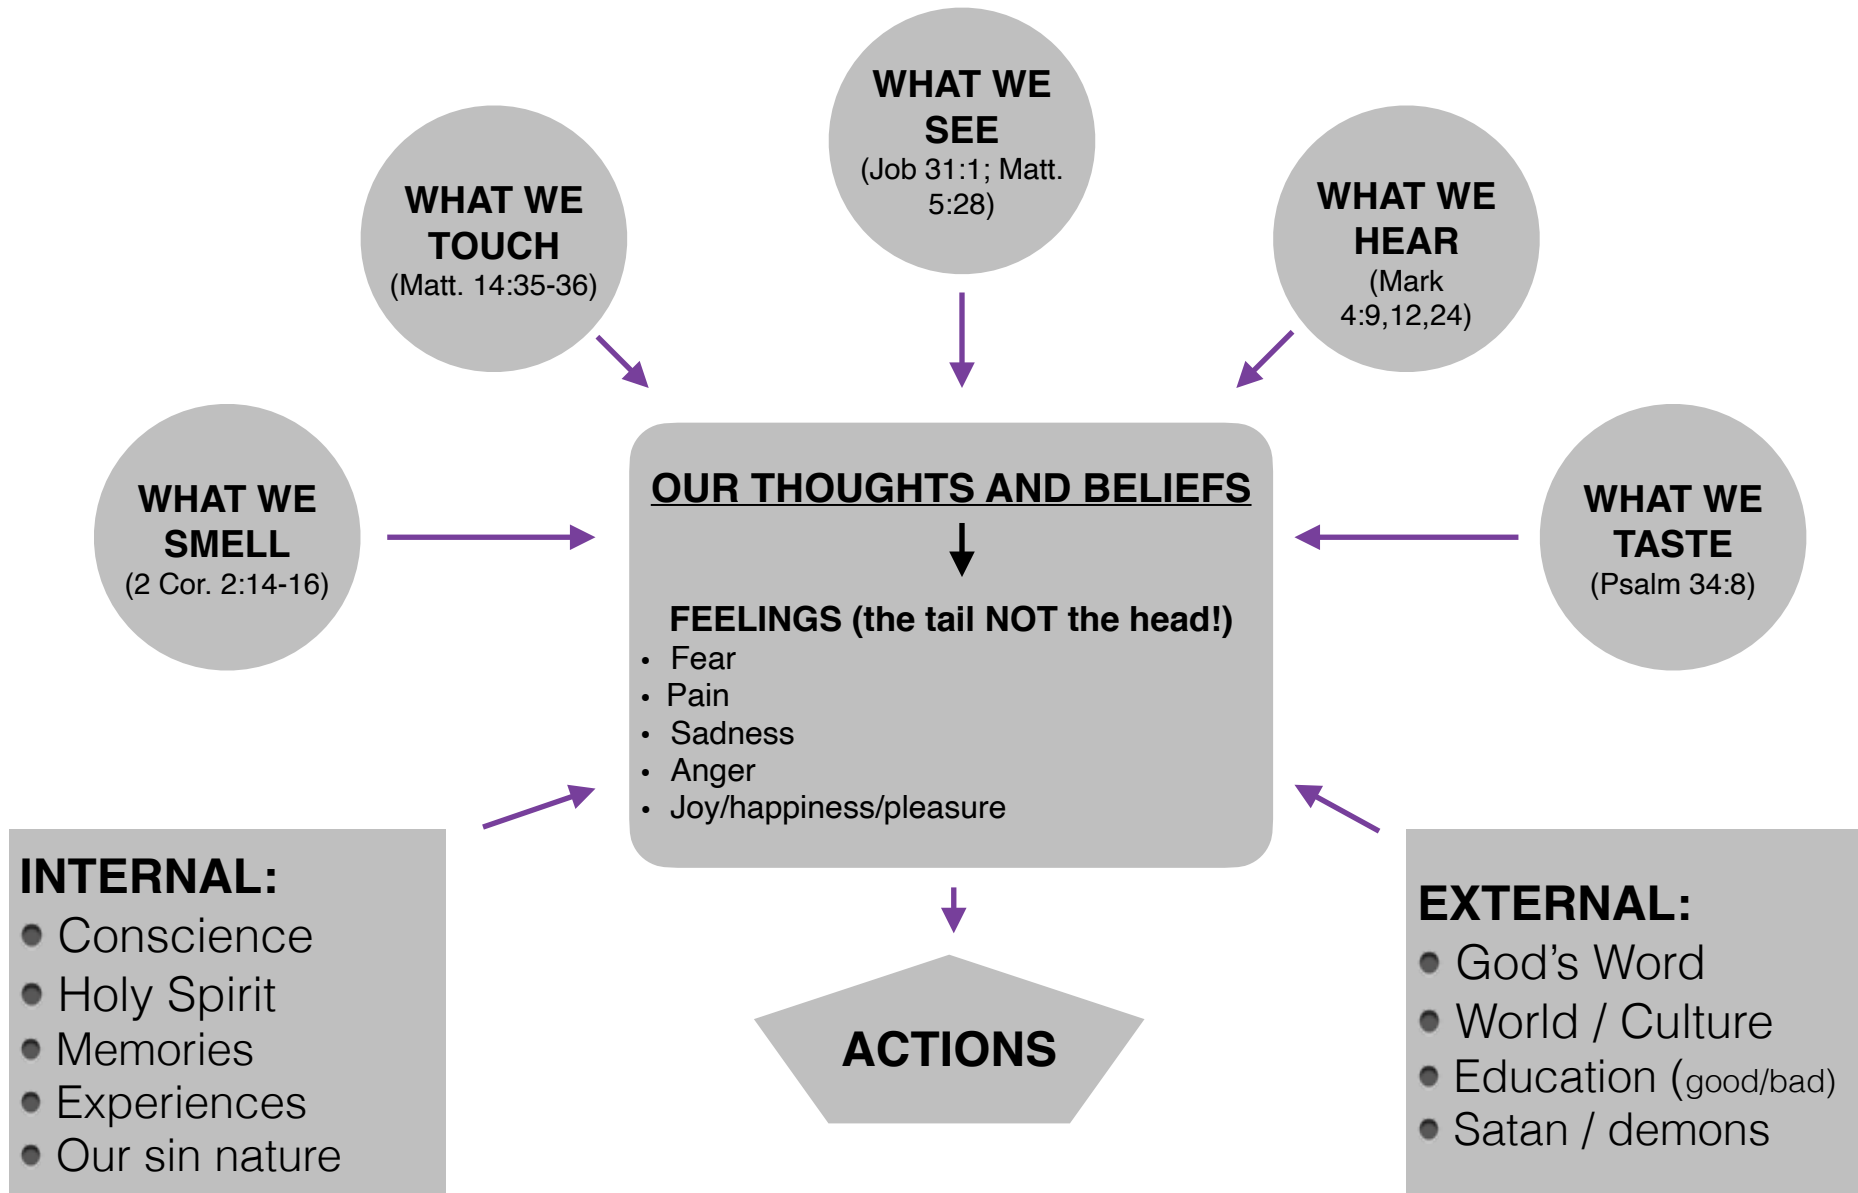 WHAT WE
SEE
(Job 31:1; Matt.
5:28)
WHAT WE
TOUCH
(Matt. 14:35-36)
WHAT WE
HEAR
(Mark
4:9,12,24)
WHAT WE
SMELL
(2 Cor. 2:14-16)
WHAT WE
TASTE
(Psalm 34:8)
OUR THOUGHTS AND BELIEFS
FEELINGS (the tail NOT the head!)
• Fear
• Pain
• Sadness
• Anger
• Joy/happiness/pleasure
INTERNAL:
• Conscience
• Holy Spirit
• Memories
• Experiences
• Our sin nature
EXTERNAL:
• God’s Word
• World / Culture
• Education (good/bad)
• Satan / demons
ACTIONS